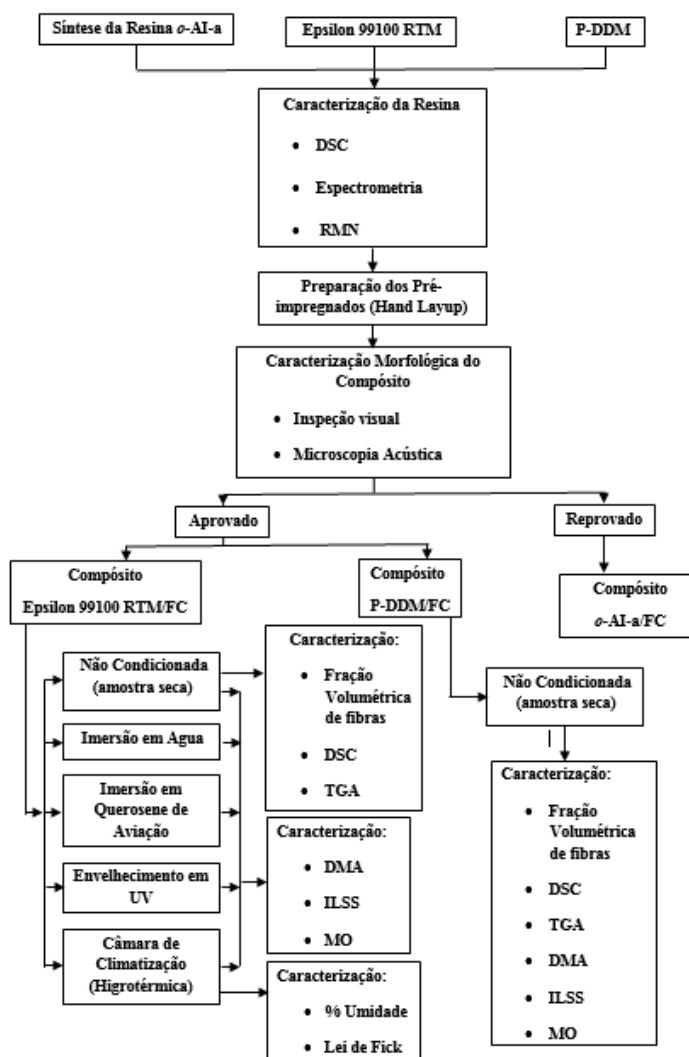 Síntese da Resina o-AI-a
Epsilon 99100 RTM
P-DDM
Caracterização da Resina
• DSC
• Espectrometria
• RMN
Preparação dos Pré-
impregnados (Hand Layup)
Caracterização Morfológica do
Compósito
• Inspeção visual
• Microscopia Acústica
Aprovado
Reprovado
Compósito
Epsilon 99100 RTM/FC
Compósito
P-DDM/FC
Compósito
o-AI-a/FC
Não Condicionada
(amostra seca)
Imersão em Agua
Imersão em
Querosene de
Aviação
Envelhecimento em
UV
Câmara de
Climatização
(Higrotérmica)
Caracterização:
• Fração
Volumétrica
de fibras
• DSC
• TGA
Caracterização:
• DMA
• ILSS
• MO
Caracterização:
• % Umidade
• Lei de Fick
Não Condicionada
(amostra seca)
Caracterização:
• Fração
Volumétrica
de fibras
• DSC
• TGA
• DMA
• ILSS
• MO